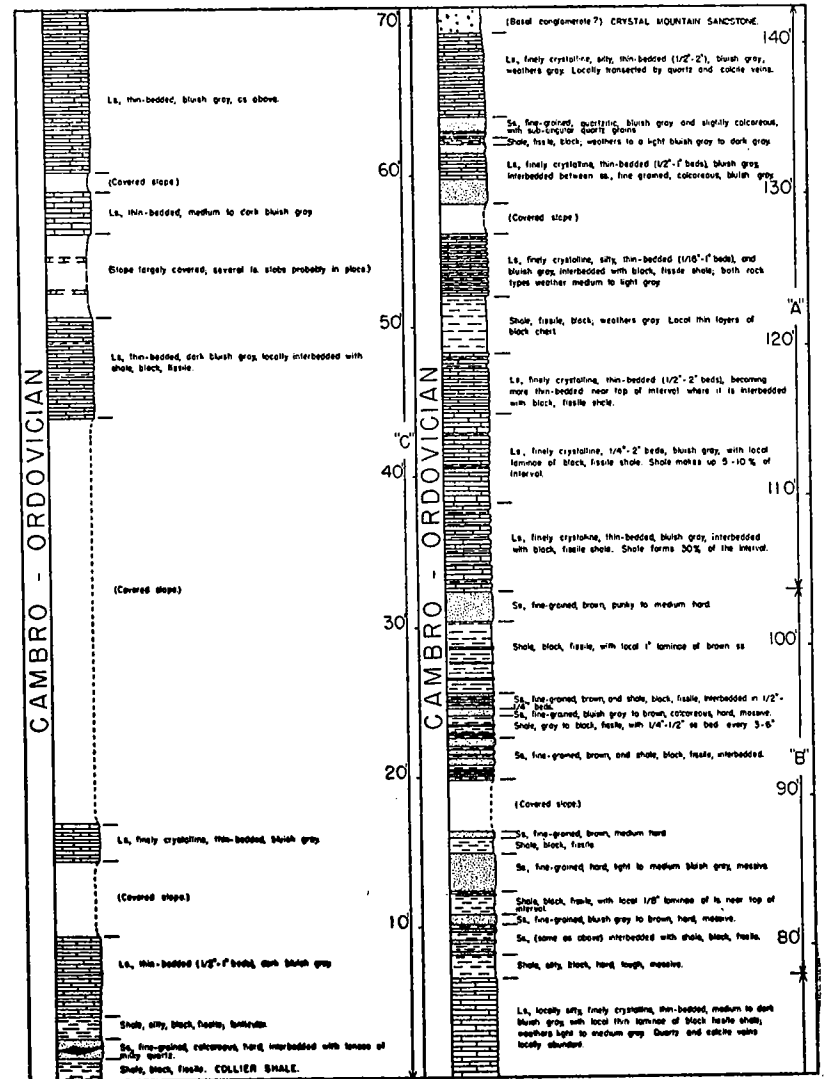 CAMBRO - ORDOVICIAN
70'
Ls, thin-bedded, bluish gray, as above.
60'
(Covered slope.)
Ls, thin-bedded, medium to dark bluish gray
(Slope largely covered, several ls. slabs probably in place.)
50'
Ls, thin-bedded, dark bluish gray, locally interbedded with
shale, black, fissile.
"C"
40'
(Covered slope.)
30'
20'
Ls, finely crystalline, thin-bedded, bluish gray.
(Covered slope.)
10'
Ls, thin-bedded (1/2"-1" beds), dark bluish gray
Shale, silty, black, fissile; lenticular.
Ss, fine-grained, calcareous, hard, interbedded with lenses of
milky quartz.
Shale, black, fissile. COLLIER SHALE.
CAMBRO - ORDOVICIAN
(Basal conglomerate?) CRYSTAL MOUNTAIN SANDSTONE.
140'
Ls, finely crystalline, silty, thin-bedded (1/2"-2"), bluish gray,
weathers gray. Locally transected by quartz and calcite veins.
Ss, fine-grained, quartzitic, bluish gray and slightly calcareous,
with sub-angular quartz grains
Shale, fissile, black; weathers to a light bluish gray to dark gray.
Ls, finely crystalline, thin-bedded (1/2"-1" beds), bluish gray,
interbedded between ss., fine grained, calcareous, bluish gray.
130'
(Covered slope)
Ls, finely crystalline, silty, thin-bedded (1/16"-1" beds), and
bluish gray, interbedded with black, fissile shale; both rock
types weather medium to light gray
"A"
Shale, fissile, black; weathers gray. Local thin layers of
black chert
120'
Ls, finely crystalline, thin-bedded (1/2"-2" beds), becoming
more thin-bedded near top of interval where it is interbedded
with black, fissile shale.
Ls, finely crystalline, 1/4"-2" beds, bluish gray, with local
laminae of black, fissile shale. Shale makes up 5-10% of
interval.
110'
Ls, finely crystalline, thin-bedded, bluish gray, interbedded
with black, fissile shale. Shale forms 30% of the interval.
Ss, fine-grained, brown, punky to medium hard
100'
Shale, black, fissile, with local 1" laminae of brown ss
Ss, fine-grained, brown, and shale, black, fissile, interbedded in 1/2"-
1/4" beds.
Ss, fine-grained, bluish gray to brown, calcareous, hard, massive.
Shale, gray to black, fissile, with 1/4"-1/2" ss bed every 3-6"
Ss, fine-grained, brown, and shale, black, fissile, interbedded.
"B"
90'
(Covered slope.)
Ss, fine-grained, brown, medium hard
Shale, black, fissile
Ss, fine-grained, hard, light to medium bluish gray, massive.
Shale, black, fissile, with local 1/8" laminae of ls near top of
interval.
Ss, fine-grained, bluish gray to brown, hard, massive.
Ss, (same as above) interbedded with shale, black, fissile.
80'
Shale, silty, black, hard, tough, massive.
Ls, locally silty, finely crystalline, thin-bedded, medium to dark
bluish gray, with local thin laminae of black fissile shale;
weathers light to medium gray. Quartz and calcite veins
locally abundant.